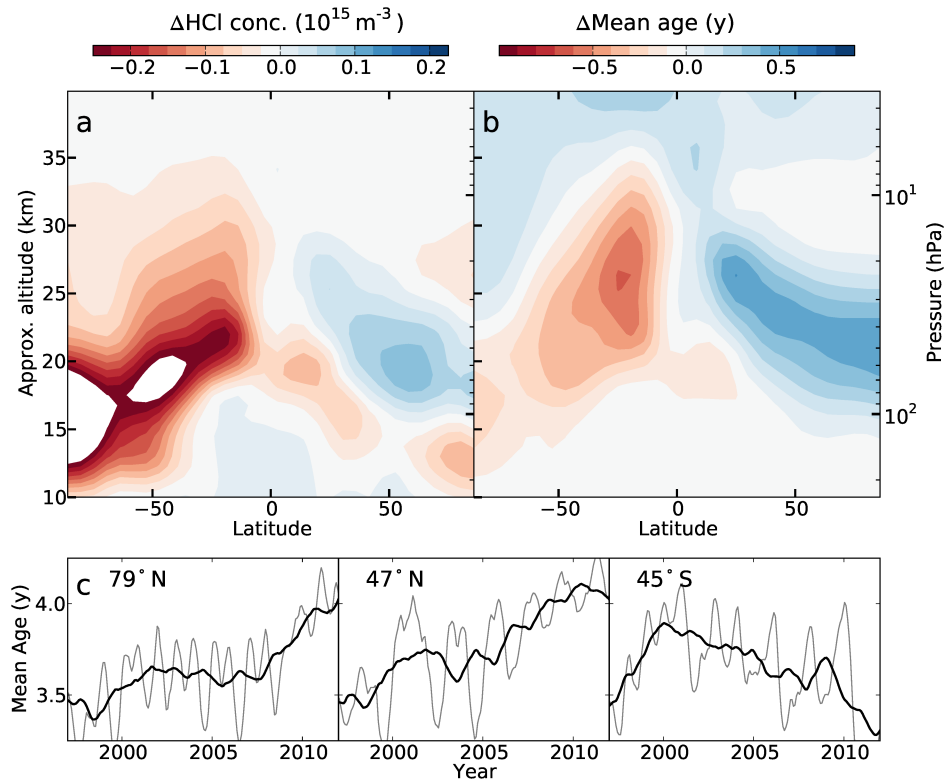 ΔHCl conc. (10¹⁵ m⁻³)
ΔMean age (y)
−0.2 −0.1 0.0 0.1 0.2
−0.5 0.0 0.5
a
b
35
30
25
20
15
10
Approx. altitude (km)
10¹
10²
Pressure (hPa)
−50 0 50
−50 0 50
Latitude
Latitude
c
79°N
47°N
45°S
4.0
3.5
Mean Age (y)
2000 2005 2010
2000 2005 2010
2000 2005 2010
Year